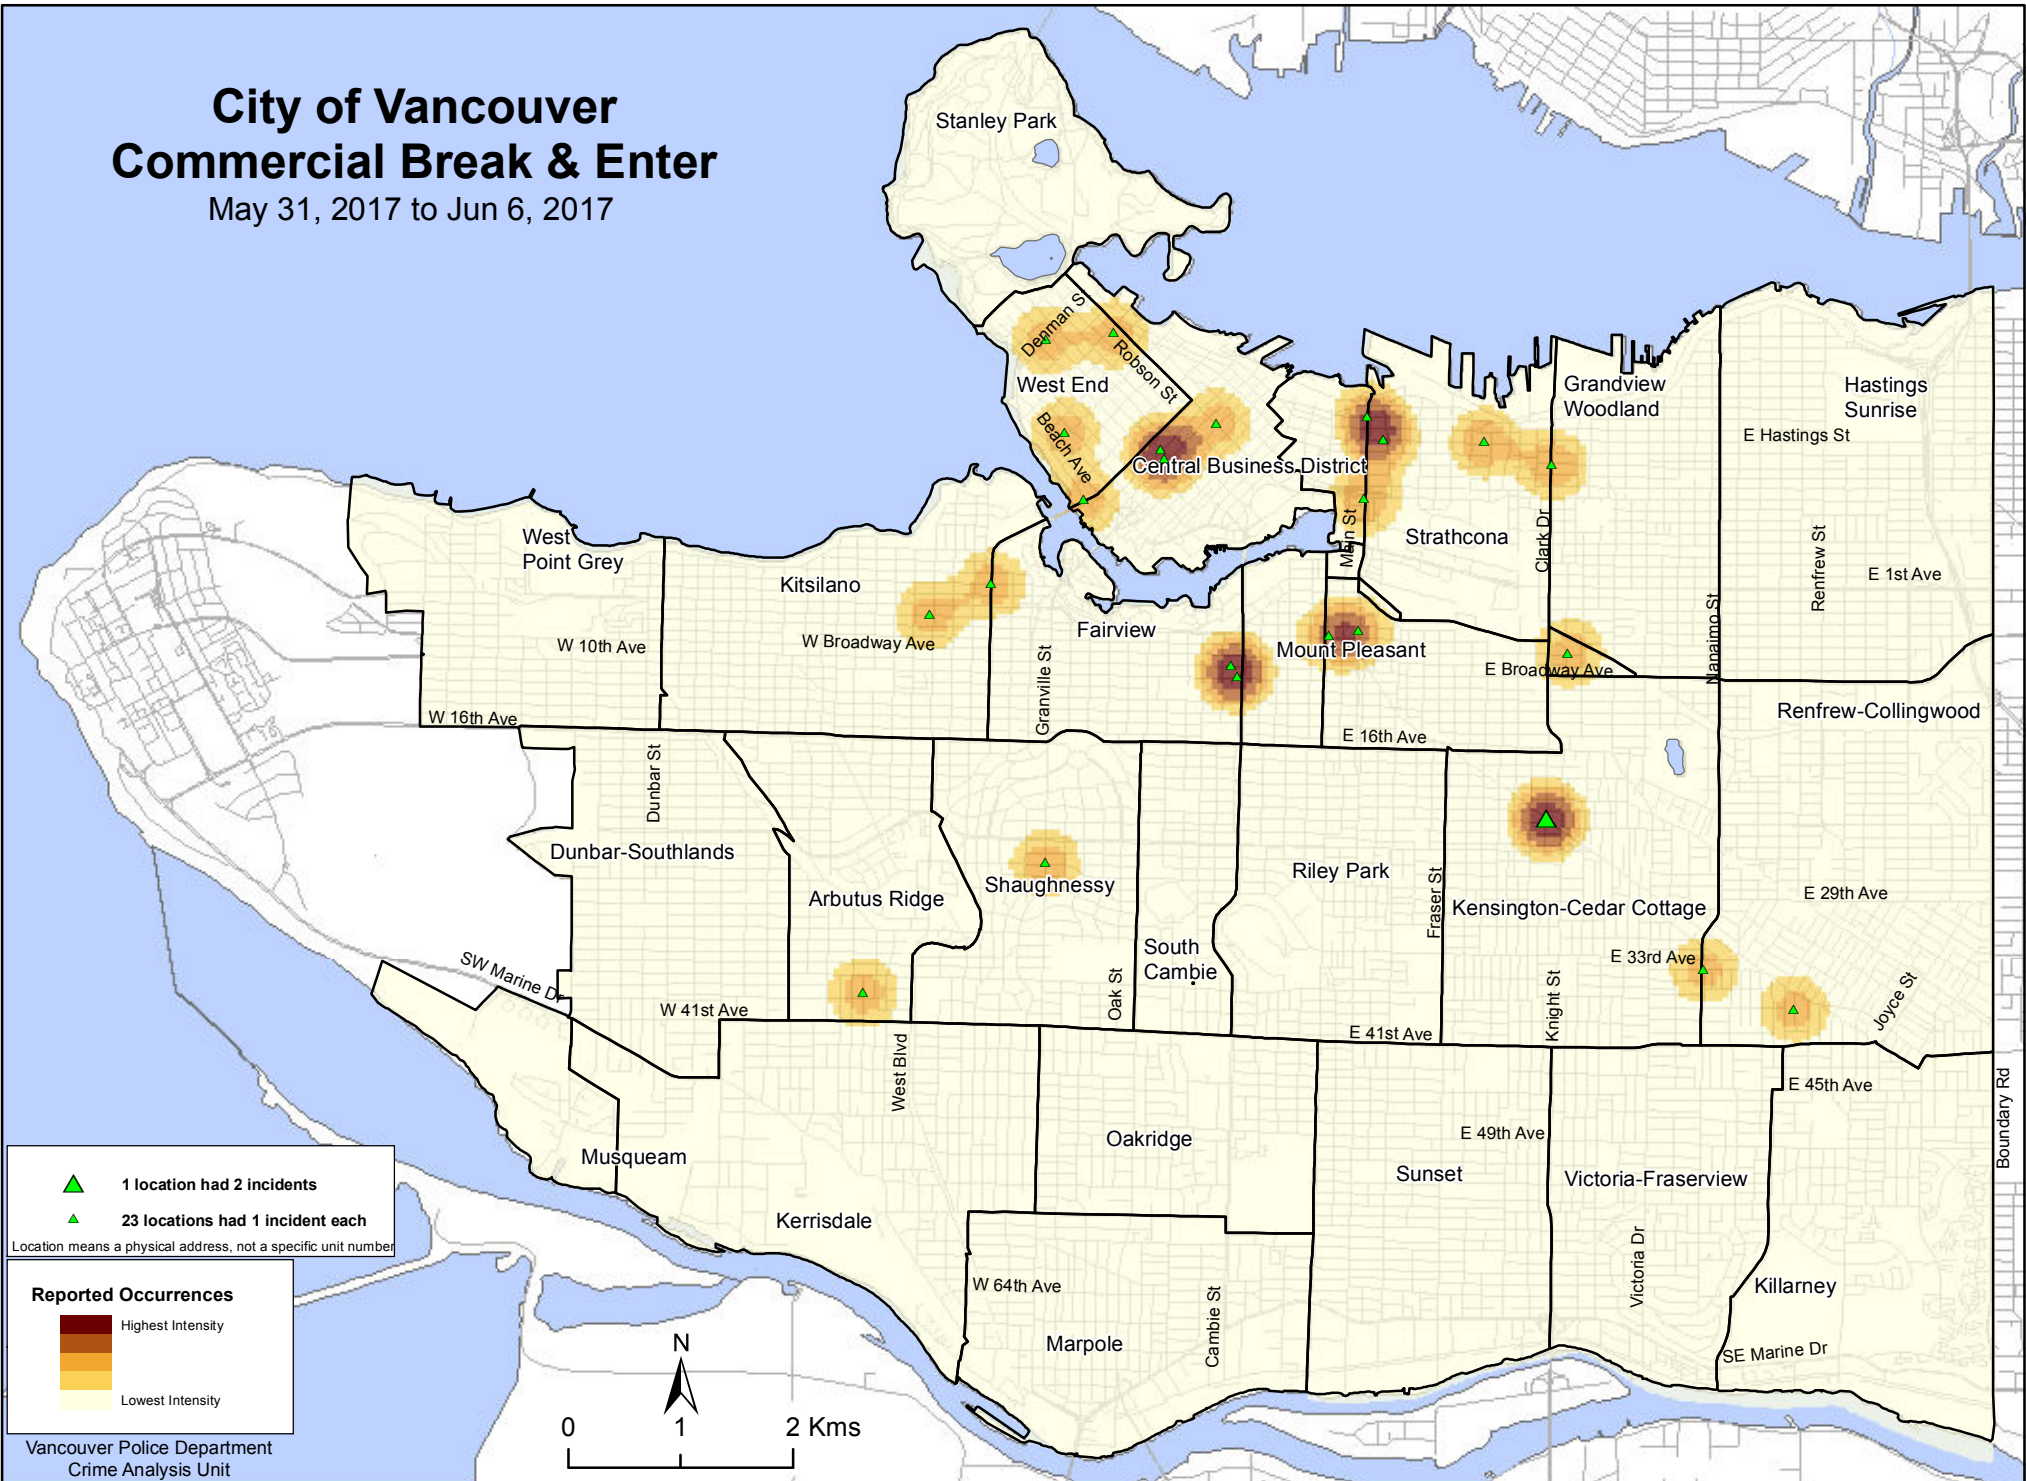 City of Vancouver
Commercial Break & Enter
May 31, 2017 to Jun 6, 2017
Stanley Park
Denman S
Robson St
West End
Beach Ave
Central Business District
Grandview
Woodland
Hastings
Sunrise
E Hastings St
West
Point Grey
Kitsilano
Main St
Strathcona
Clark Dr
Renfrew St
E 1st Ave
W 10th Ave
W Broadway Ave
Fairview
Mount Pleasant
E Broadway Ave
Nanaimo St
Granville St
W 16th Ave
E 16th Ave
Renfrew-Collingwood
Dunbar St
Dunbar-Southlands
Arbutus Ridge
Shaughnessy
Riley Park
Fraser St
Kensington-Cedar Cottage
E 29th Ave
South
Cambie
E 33rd Ave
SW Marine Dr
W 41st Ave
Oak St
E 41st Ave
Knight St
Joyce St
West Blvd
E 45th Ave
Boundary Rd
Musqueam
Oakridge
E 49th Ave
Sunset
Victoria-Fraserview
Kerrisdale
W 64th Ave
Marpole
Cambie St
Victoria Dr
Killarney
SE Marine Dr
1 location had 2 incidents
23 locations had 1 incident each
Location means a physical address, not a specific unit number
Reported Occurrences
Highest Intensity
Lowest Intensity
Vancouver Police Department
Crime Analysis Unit
N
0 1 2 Kms